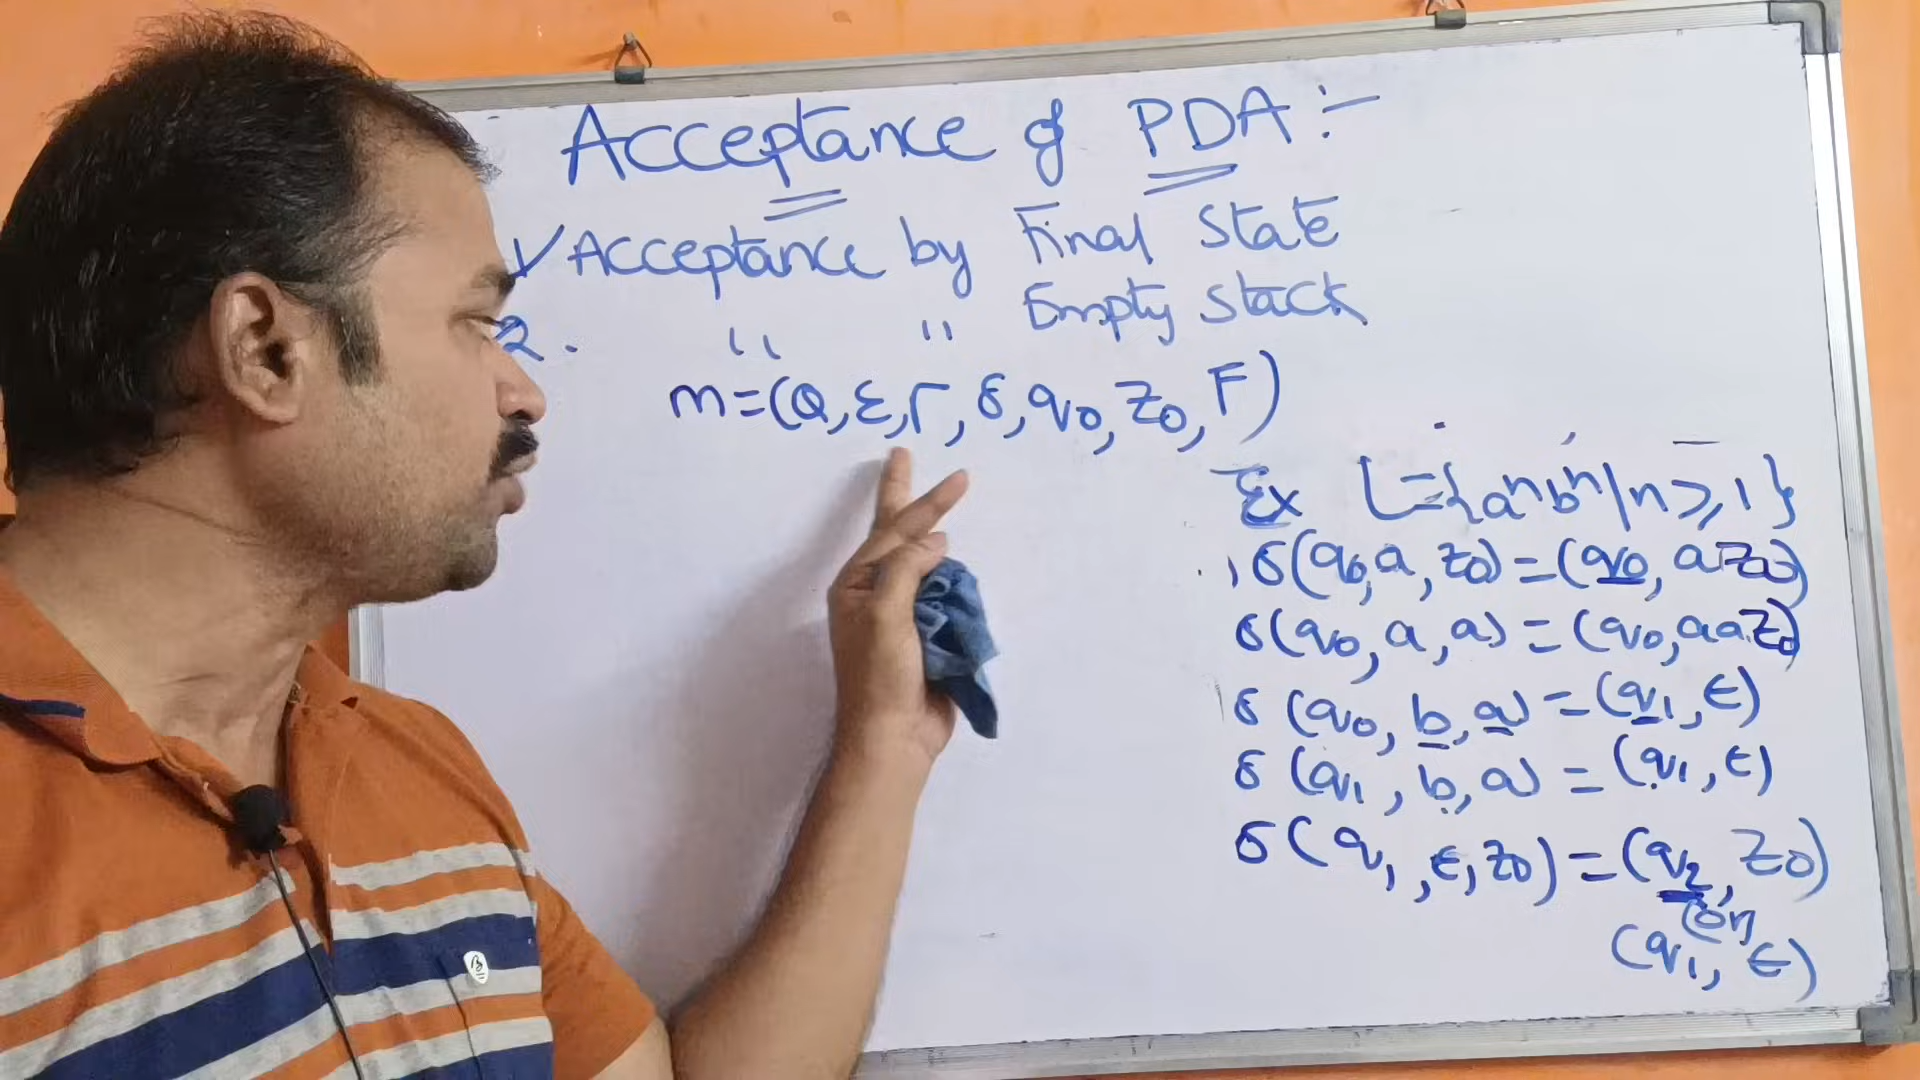 Acceptance of PDA :-
1/ Acceptance by Final State
2. " " Empty Stack
m=(Q,Σ,Γ,δ,q0,Z0,F)
Ex L={aⁿbⁿ/n≥1}
δ(q0,a,z0)=(q0,aZ0)
δ(q0,a,a)=(q0,aaZ0)
δ(q0,b,a)=(q1,ε)
δ(q1,b,a)=(q1,ε)
δ(q1,ε,z0)=(q2,Z0)
(or)
(q1,ε)